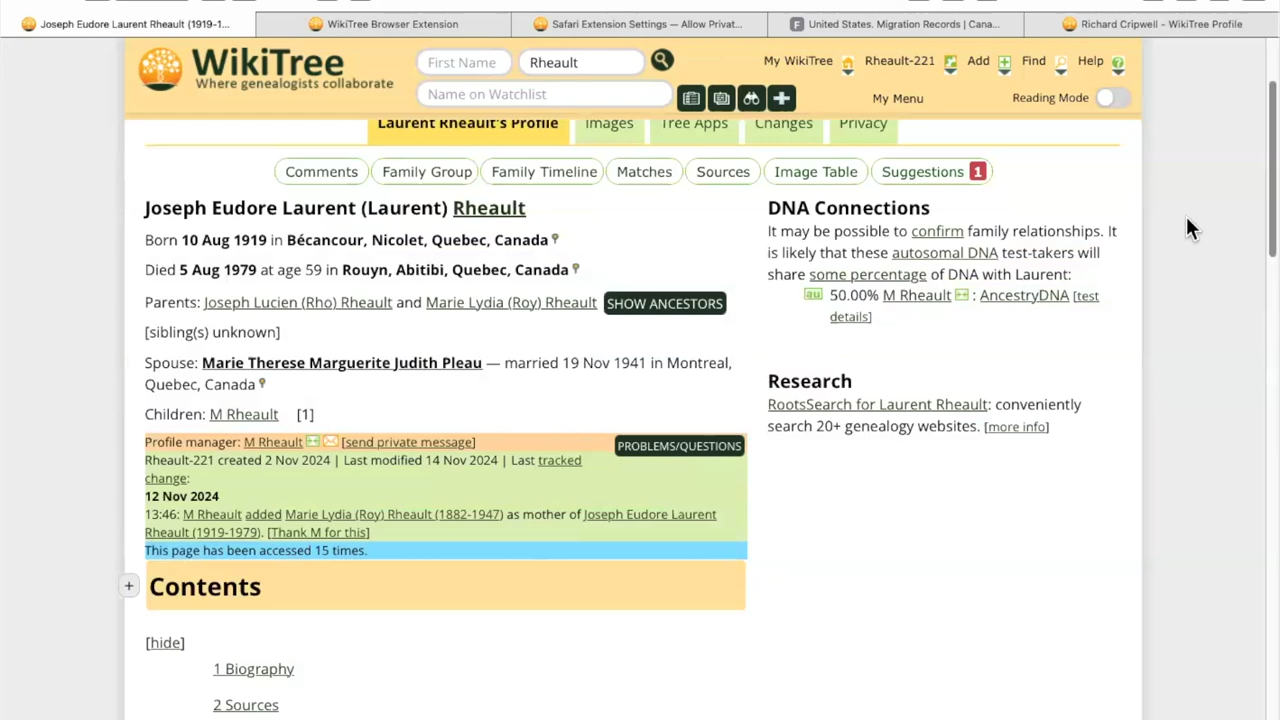 Joseph Eudore Laurent Rheault (1919-1...
WikiTree Browser Extension
Safari Extension Settings — Allow Privat...
United States. Migration Records | Cana...
Richard Cripwell - WikiTree Profile
WikiTree
Where genealogists collaborate
First Name
Rheault
Name on Watchlist
My WikiTree
Rheault-221
Add
Find
Help
My Menu
Reading Mode
Laurent Rheault's Profile
Images
Tree Apps
Changes
Privacy
Comments
Family Group
Family Timeline
Matches
Sources
Image Table
Suggestions 1
Joseph Eudore Laurent (Laurent) Rheault
Born 10 Aug 1919 in Bécancour, Nicolet, Quebec, Canada
Died 5 Aug 1979 at age 59 in Rouyn, Abitibi, Quebec, Canada
Parents: Joseph Lucien (Rho) Rheault and Marie Lydia (Roy) Rheault SHOW ANCESTORS
[sibling(s) unknown]
Spouse: Marie Therese Marguerite Judith Pleau — married 19 Nov 1941 in Montreal,
Quebec, Canada
Children: M Rheault [1]
Profile manager: M Rheault [send private message]
PROBLEMS/QUESTIONS
Rheault-221 created 2 Nov 2024 | Last modified 14 Nov 2024 | Last tracked
change:
12 Nov 2024
13:46: M Rheault added Marie Lydia (Roy) Rheault (1882-1947) as mother of Joseph Eudore Laurent
Rheault (1919-1979). [Thank M for this]
This page has been accessed 15 times.
Contents
[hide]
1 Biography
2 Sources
DNA Connections
It may be possible to confirm family relationships. It
is likely that these autosomal DNA test-takers will
share some percentage of DNA with Laurent:
au 50.00% M Rheault : AncestryDNA [test
details]
Research
RootsSearch for Laurent Rheault: conveniently
search 20+ genealogy websites. [more info]